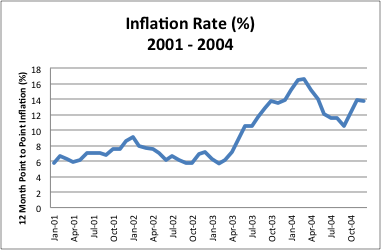 Inflation Rate (%)
2001 - 2004
12 Month Point to Point Inflation (%)
18
16
14
12
10
8
6
4
2
0
Jan-01
Apr-01
Jul-01
Oct-01
Jan-02
Apr-02
Jul-02
Oct-02
Jan-03
Apr-03
Jul-03
Oct-03
Jan-04
Apr-04
Jul-04
Oct-04